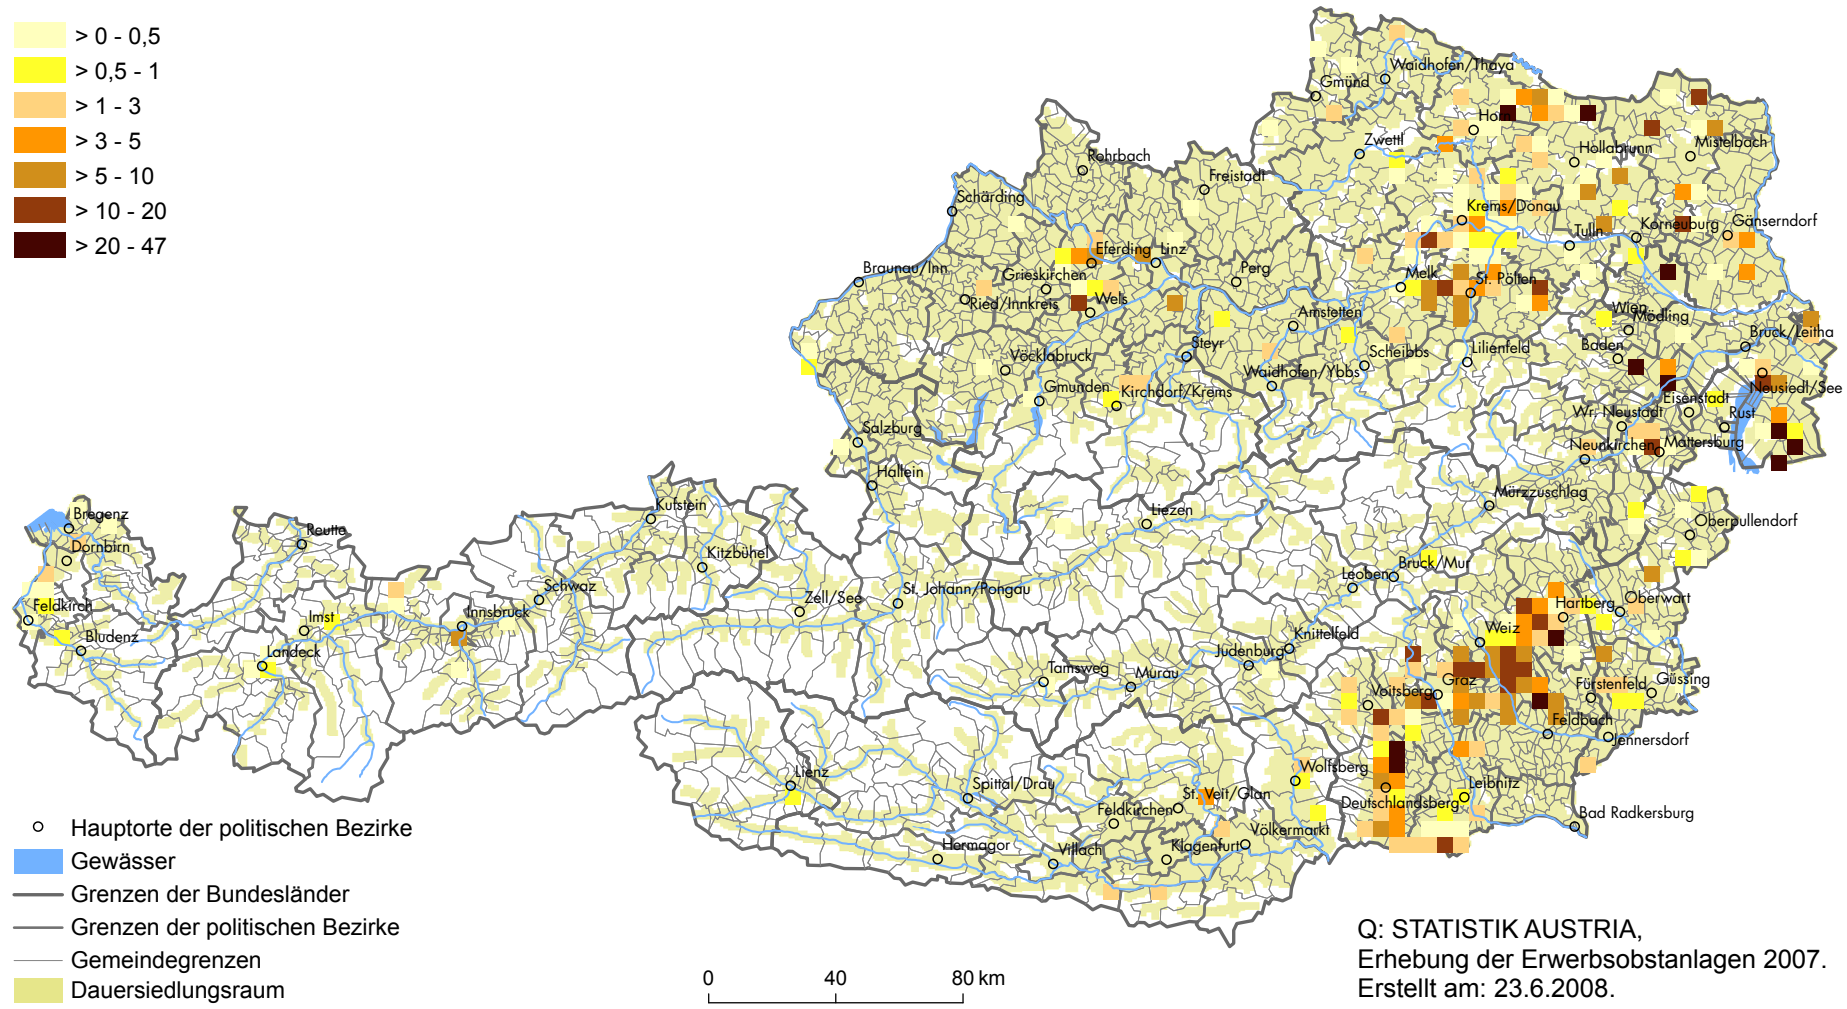 > 0 - 0,5
> 0,5 - 1
> 1 - 3
> 3 - 5
> 5 - 10
> 10 - 20
> 20 - 47
Waidhofen/Thaya
Gmünd
Horn
Zwettl
Hollabrunn
Mistelbach
Rohrbach
Freistadt
Schärding
Krems/Donau
Tulln
Korneuburg
Gänserndorf
Eferding
Linz
Braunau/Inn
Grieskirchen
Perg
Melk
St. Pölten
Ried/Innkreis
Wels
Amstetten
Wien
Mödling
Bruck/Leitha
Vöcklabruck
Steyr
Scheibbs
Lilienfeld
Baden
Waidhofen/Ybbs
Gmunden
Kirchdorf/Krems
Neusiedl/See
Eisenstadt
Wr. Neustadt
Rust
Salzburg
Neunkirchen
Mattersburg
Hallein
Mürzzuschlag
Bregenz
Reutte
Kufstein
Liezen
Oberpullendorf
Dornbirn
Kitzbühel
Bruck/Mur
Leoben
Schwaz
St. Johann/Pongau
Feldkirch
Zell/See
Hartberg
Oberwart
Imst
Innsbruck
Bludenz
Knittelfeld
Weiz
Landeck
Judenburg
Tamsweg
Murau
Voitsberg
Graz
Fürstenfeld
Güssing
Feldbach
Jennersdorf
Lienz
Spittal/Drau
Wolfsberg
St. Veit/Glan
Deutschlandsberg
Leibnitz
Feldkirchen
Bad Radkersburg
Völkermarkt
Hermagor
Villach
Klagenfurt
Hauptorte der politischen Bezirke
Gewässer
Grenzen der Bundesländer
Grenzen der politischen Bezirke
Gemeindegrenzen
Dauersiedlungsraum
0 40 80 km
Q: STATISTIK AUSTRIA,
Erhebung der Erwerbsobstanlagen 2007.
Erstellt am: 23.6.2008.